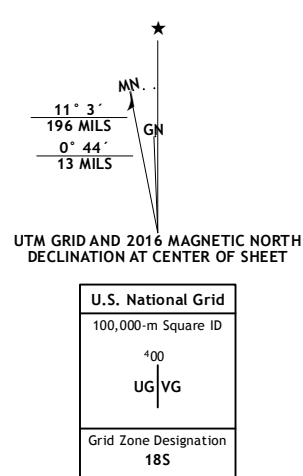 ★
MN
11° 3´
196 MILS
GN
0° 44´
13 MILS
UTM GRID AND 2016 MAGNETIC NORTH
DECLINATION AT CENTER OF SHEET
U.S. National Grid
100,000-m Square ID
⁴00
UG VG
Grid Zone Designation
18S